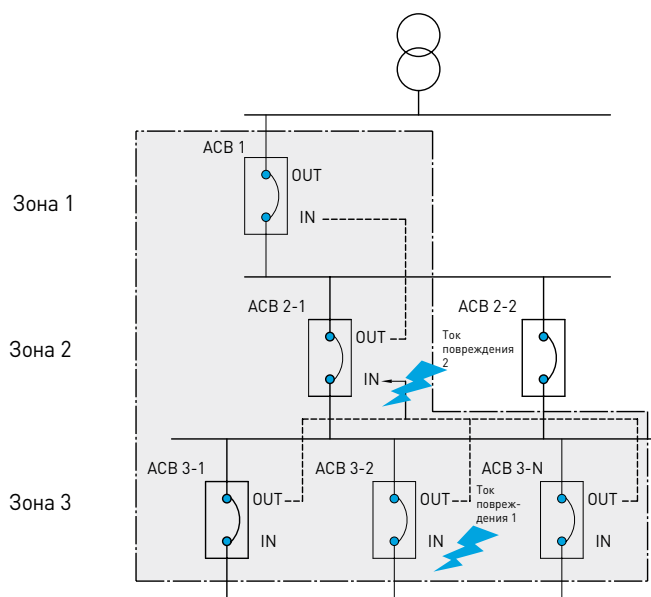 ACB 1
OUT
Зона 1
IN
ACB 2-1
ACB 2-2
OUT
Ток
повреждения
2
Зона 2
IN
ACB 3-1
ACB 3-2
ACB 3-N
Зона 3
OUT
OUT
Ток
повреж-
дения 1
OUT
IN
IN
IN